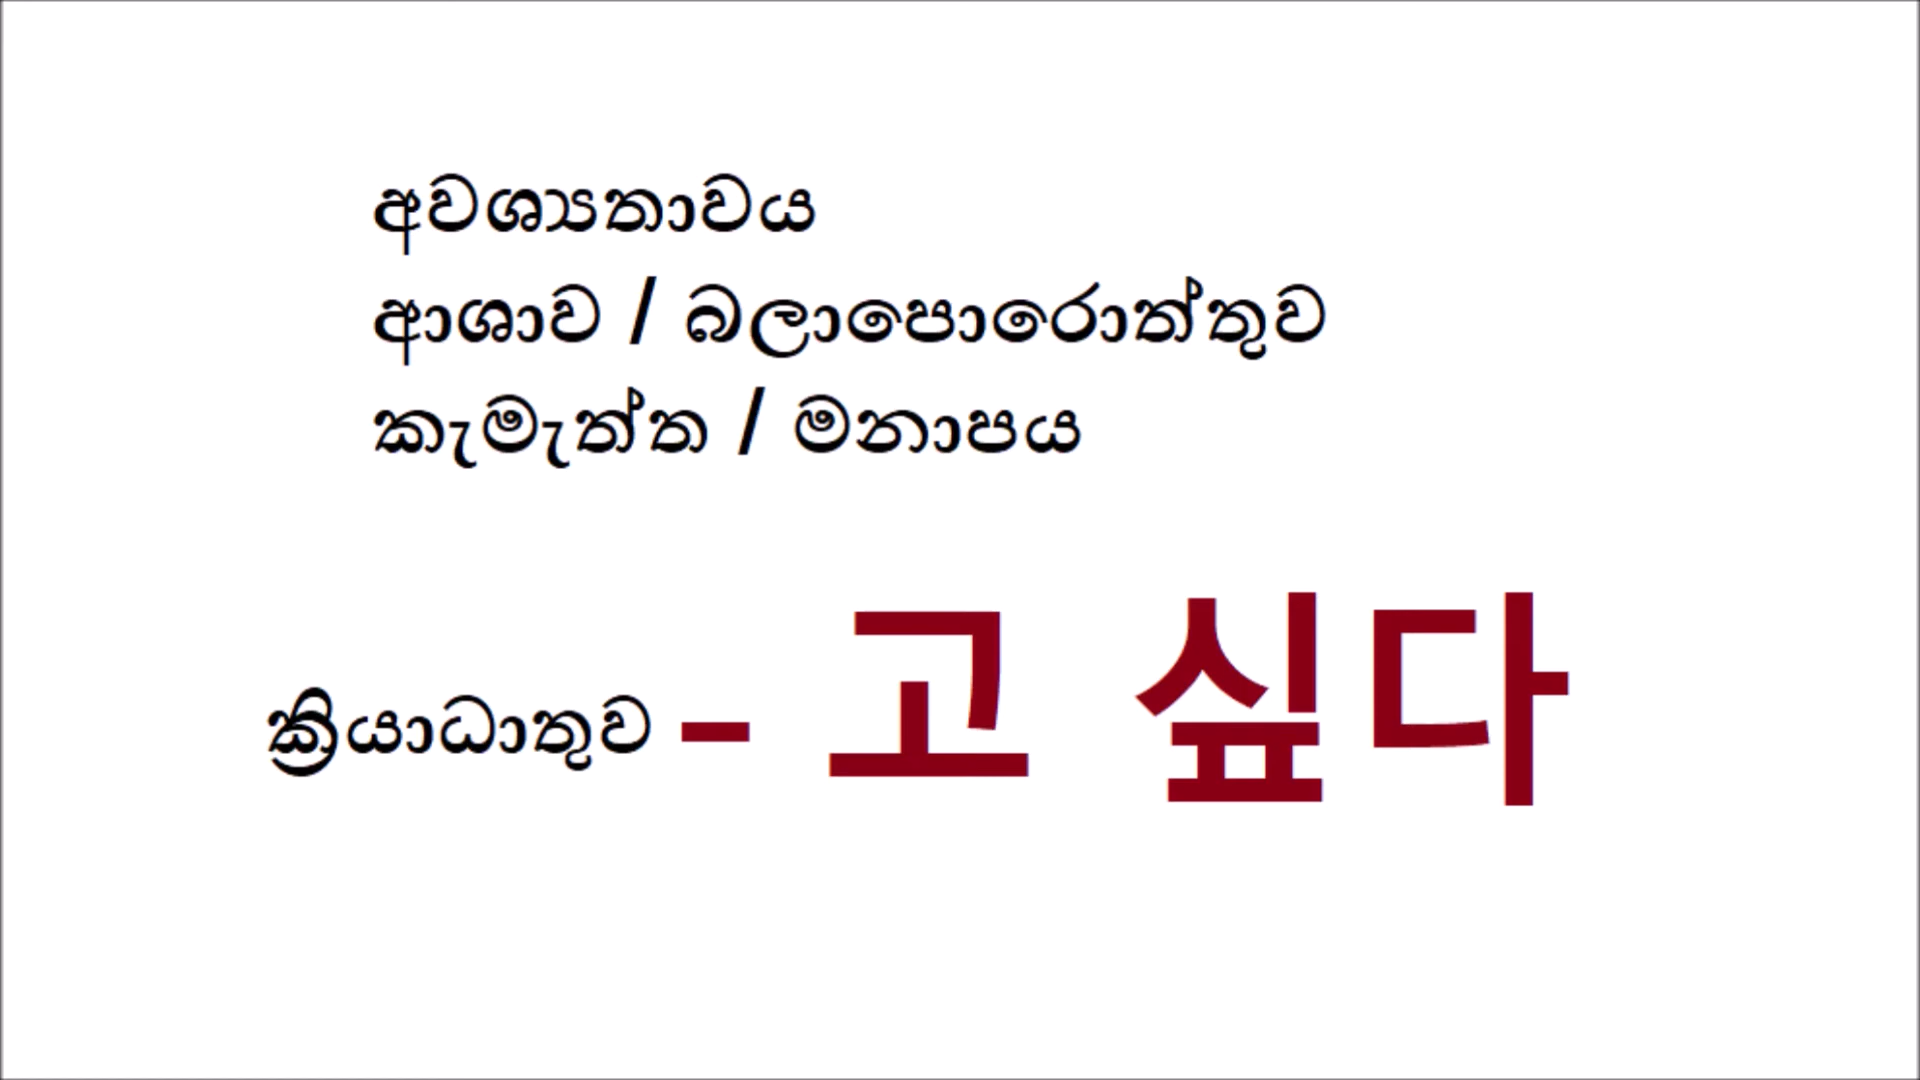 අවශ්‍යතාවය
ආශාව / බලාපොරොත්තුව
කැමැත්ත / මනාපය
ක්‍රියාධාතුව - 고 싶다